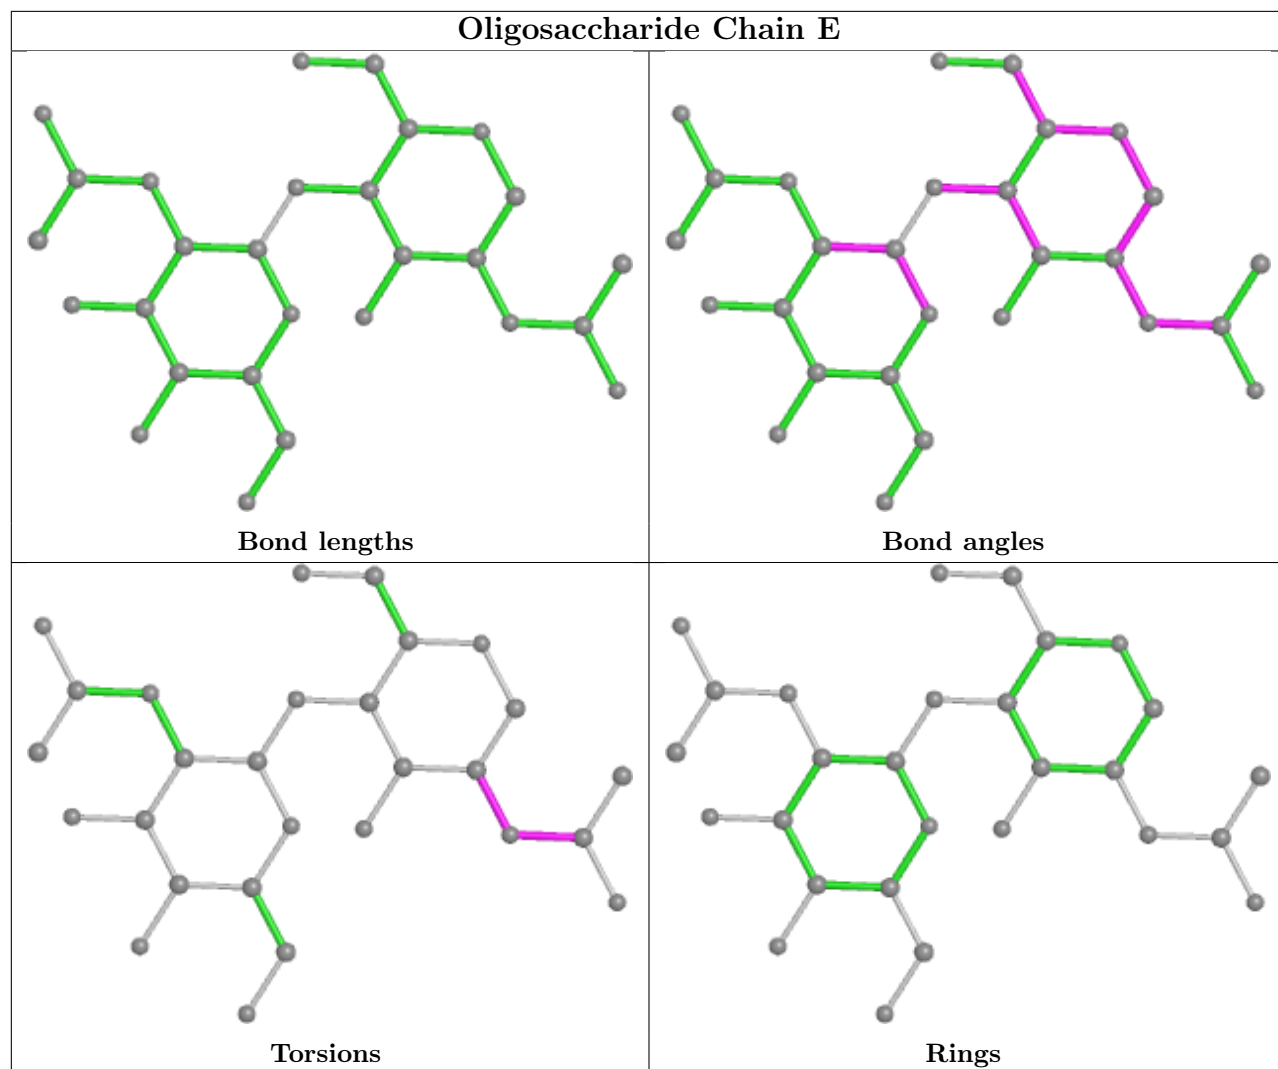 Oligosaccharide Chain E
Bond lengths
Bond angles
Torsions
Rings